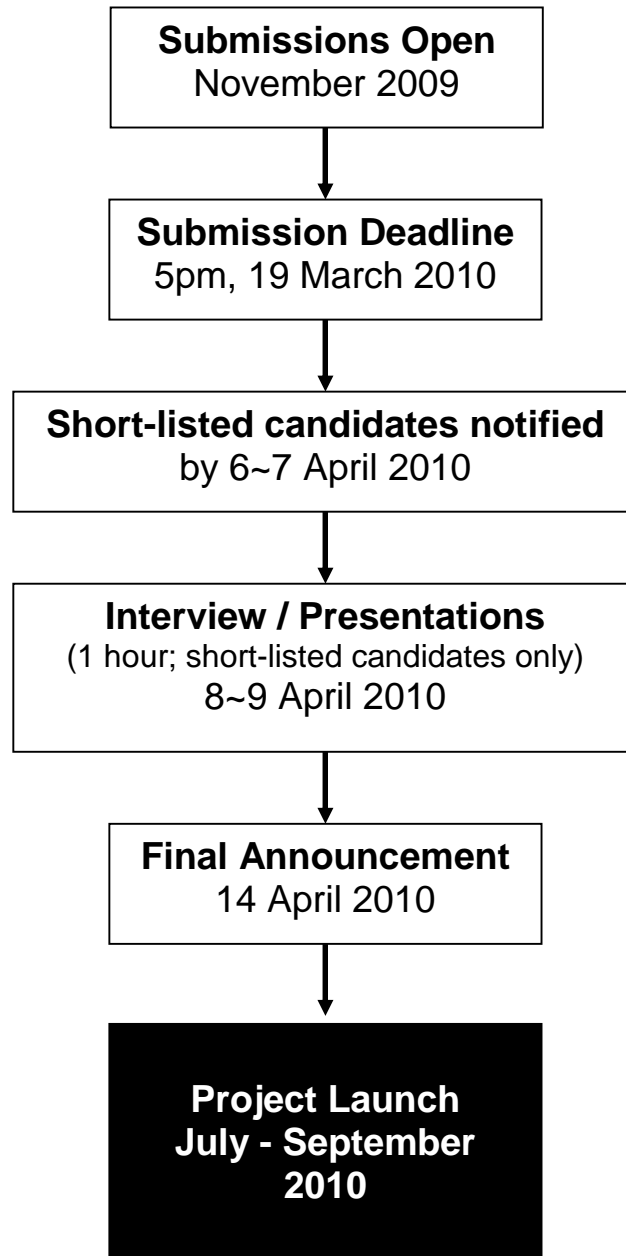 Submissions Open
November 2009
Submission Deadline
5pm, 19 March 2010
Short-listed candidates notified
by 6~7 April 2010
Interview / Presentations
(1 hour; short-listed candidates only)
8~9 April 2010
Final Announcement
14 April 2010
Project Launch
July - September
2010